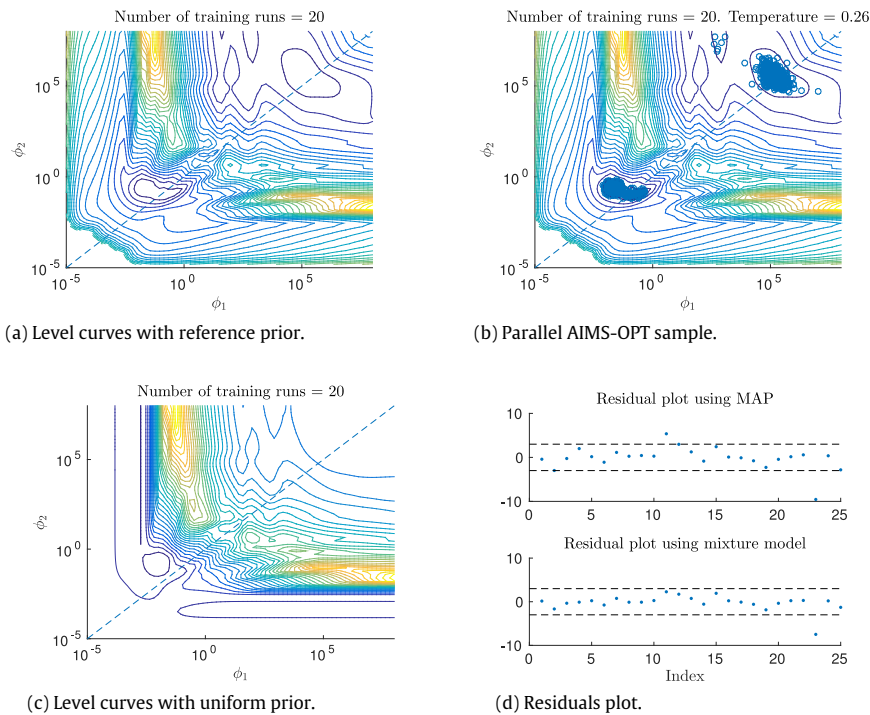 Number of training runs = 20
10^5
10^0
10^-5
ϕ2
10^-5
10^0
10^5
ϕ1
(a) Level curves with reference prior.
Number of training runs = 20. Temperature = 0.26
10^5
10^0
10^-5
ϕ2
10^-5
10^0
10^5
ϕ1
(b) Parallel AIMS-OPT sample.
Number of training runs = 20
10^5
10^0
10^-5
ϕ2
10^-5
10^0
10^5
ϕ1
(c) Level curves with uniform prior.
Residual plot using MAP
10
0
-10
0 5 10 15 20 25
Residual plot using mixture model
10
0
-10
0 5 10 15 20 25
Index
(d) Residuals plot.